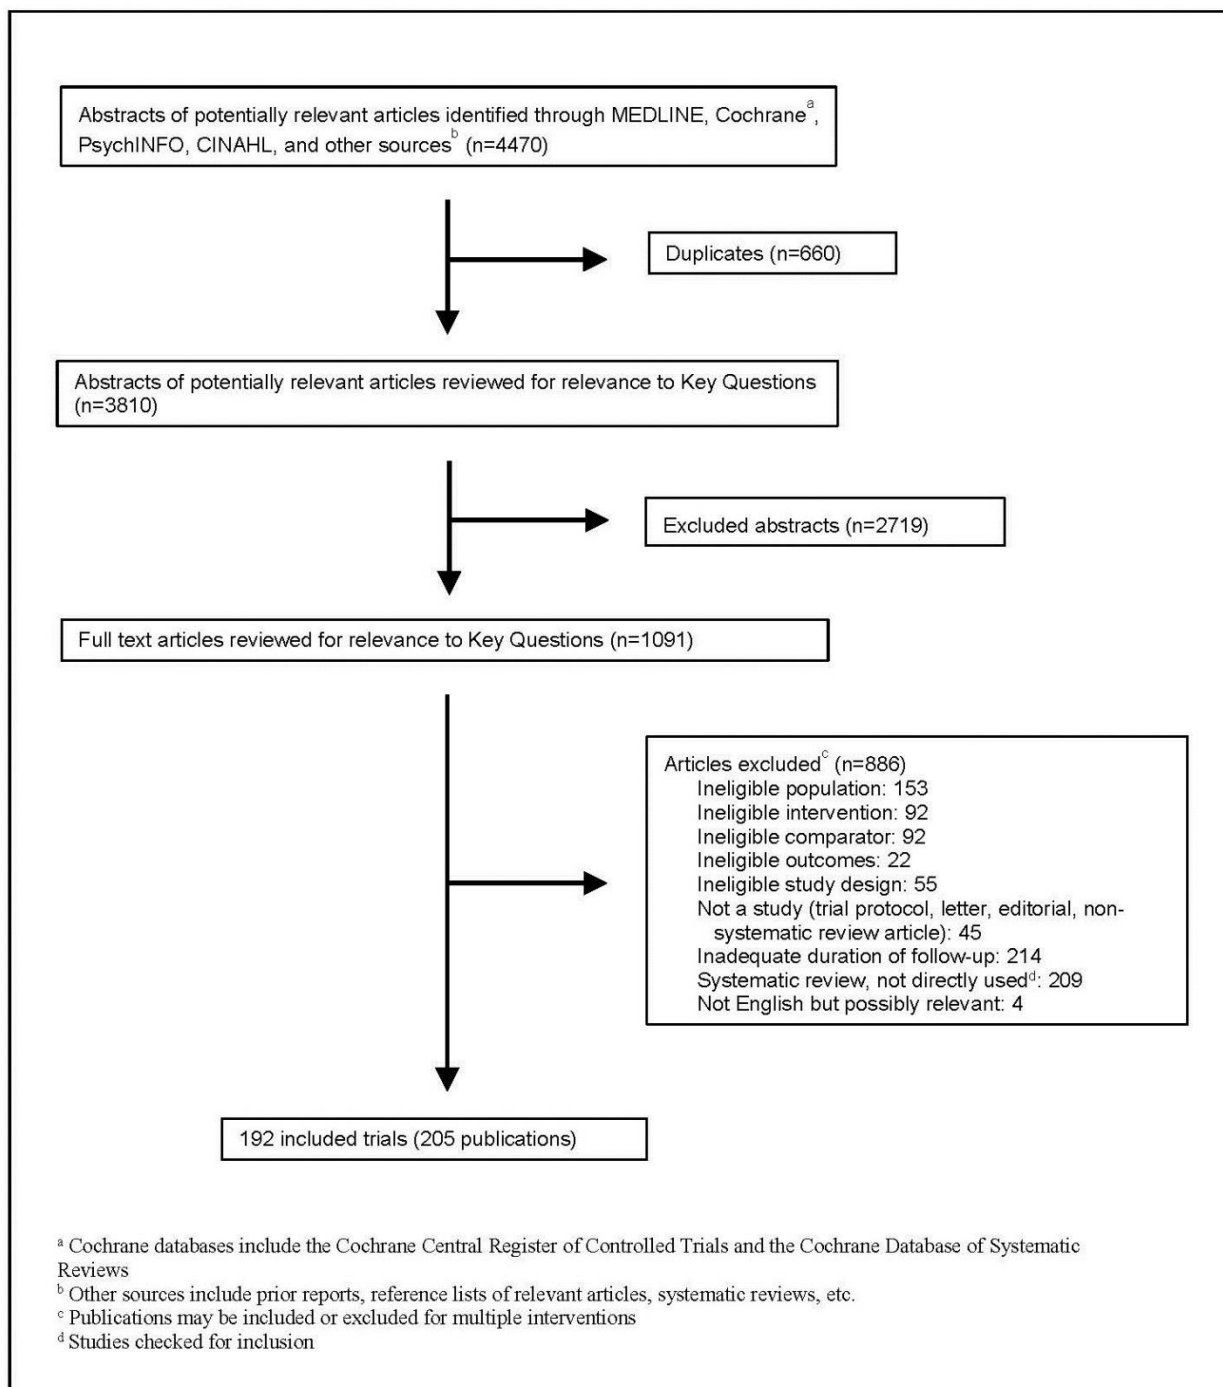 Abstracts of potentially relevant articles identified through MEDLINE, Cochrane^a,
PsychINFO, CINAHL, and other sources^b (n=4470)
Duplicates (n=660)
Abstracts of potentially relevant articles reviewed for relevance to Key Questions
(n=3810)
Excluded abstracts (n=2719)
Full text articles reviewed for relevance to Key Questions (n=1091)
Articles excluded^c (n=886)
Ineligible population: 153
Ineligible intervention: 92
Ineligible comparator: 92
Ineligible outcomes: 22
Ineligible study design: 55
Not a study (trial protocol, letter, editorial, non-
systematic review article): 45
Inadequate duration of follow-up: 214
Systematic review, not directly used^d: 209
Not English but possibly relevant: 4
192 included trials (205 publications)
^a Cochrane databases include the Cochrane Central Register of Controlled Trials and the Cochrane Database of Systematic
Reviews
^b Other sources include prior reports, reference lists of relevant articles, systematic reviews, etc.
^c Publications may be included or excluded for multiple interventions
^d Studies checked for inclusion